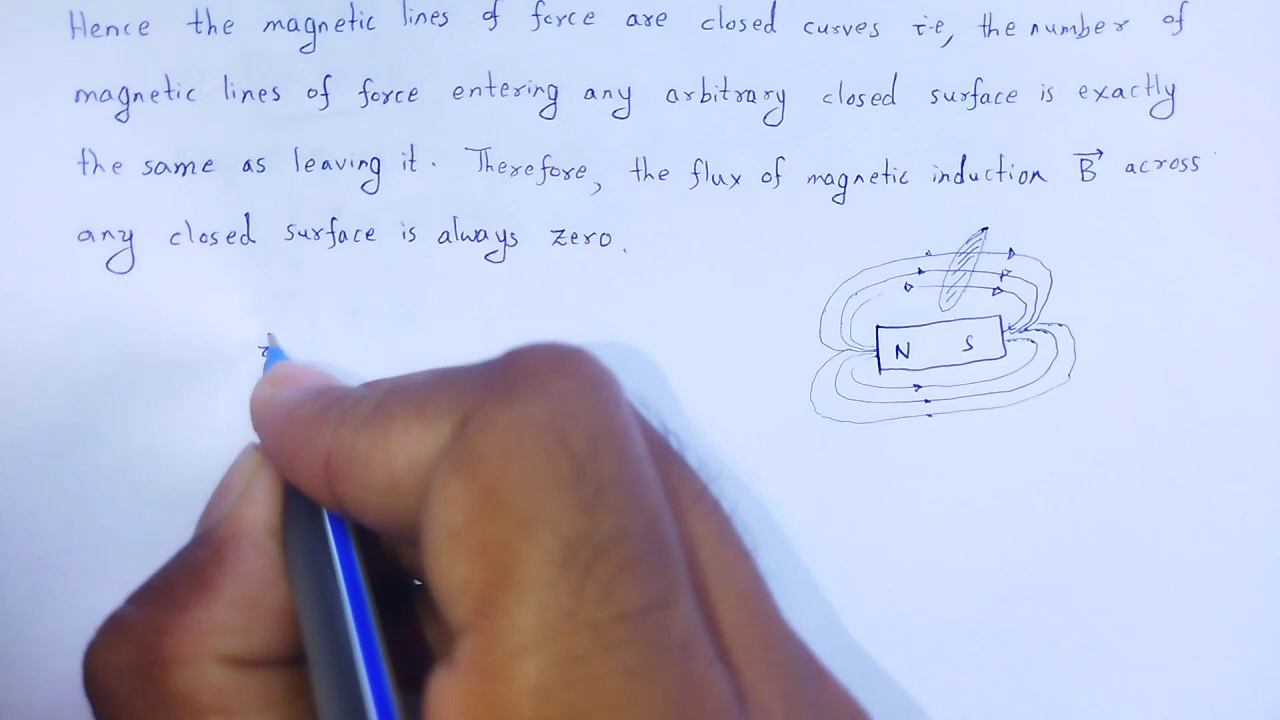 Hence the magnetic lines of force are closed curves i.e, the number of
magnetic lines of force entering any arbitrary closed surface is exactly
the same as leaving it. Therefore, the flux of magnetic induction B⃗ across
any closed surface is always zero.
N S